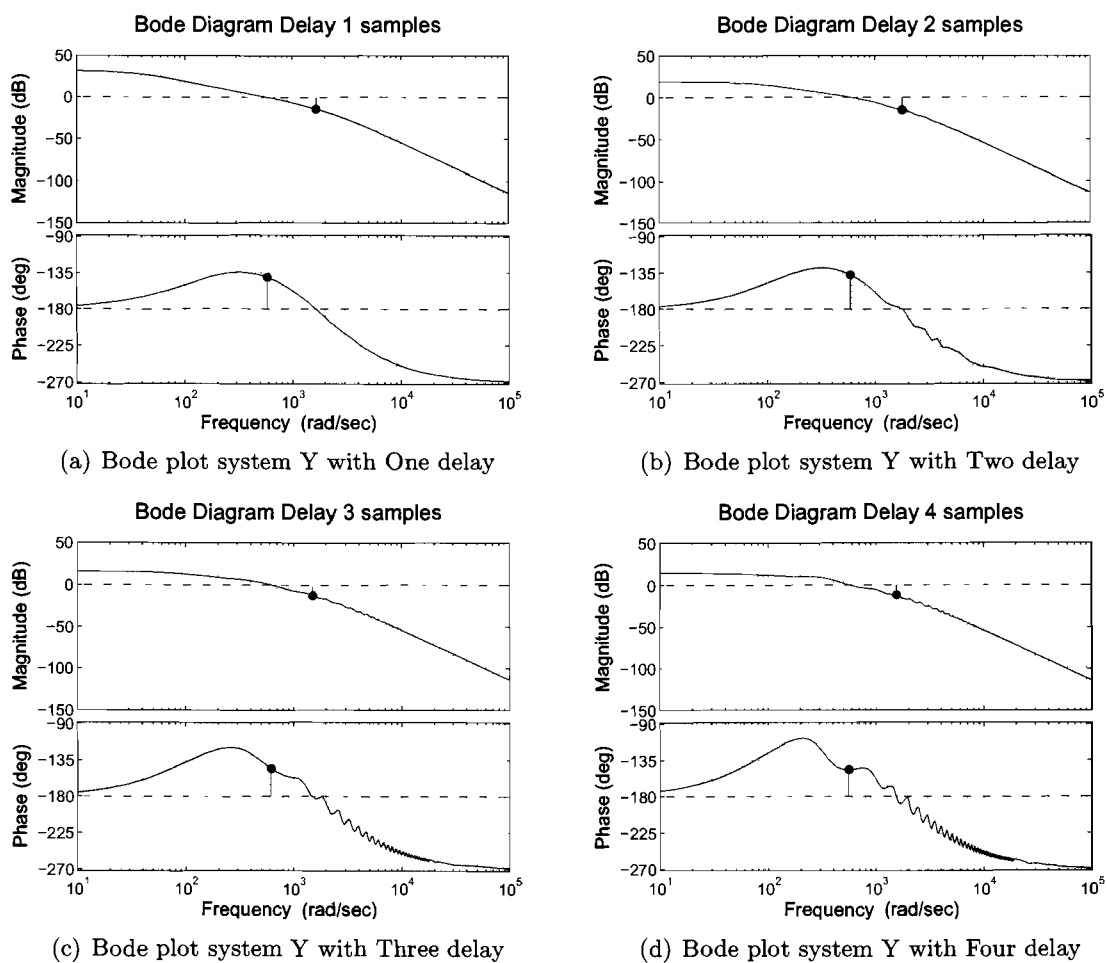 Bode Diagram Delay 1 samples
Magnitude (dB)
50
0
−50
−100
−150
Phase (deg)
−90
−135
−180
−225
−270
10^1 10^2 10^3 10^4 10^5
Frequency (rad/sec)
(a) Bode plot system Y with One delay
Bode Diagram Delay 2 samples
Magnitude (dB)
50
0
−50
−100
−150
Phase (deg)
−90
−135
−180
−225
−270
10^1 10^2 10^3 10^4 10^5
Frequency (rad/sec)
(b) Bode plot system Y with Two delay
Bode Diagram Delay 3 samples
Magnitude (dB)
50
0
−50
−100
−150
Phase (deg)
−90
−135
−180
−225
−270
10^1 10^2 10^3 10^4 10^5
Frequency (rad/sec)
(c) Bode plot system Y with Three delay
Bode Diagram Delay 4 samples
Magnitude (dB)
50
0
−50
−100
−150
Phase (deg)
−90
−135
−180
−225
−270
10^1 10^2 10^3 10^4 10^5
Frequency (rad/sec)
(d) Bode plot system Y with Four delay